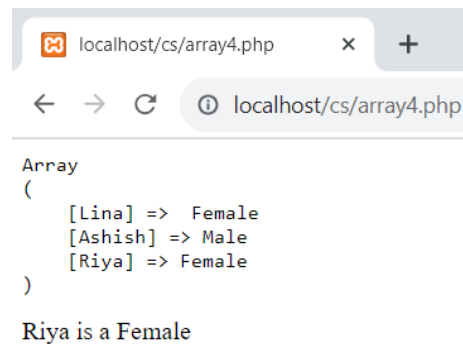 localhost/cs/array4.php
localhost/cs/array4.php
Array
(
    [Lina] =>  Female
    [Ashish] => Male
    [Riya] => Female
)
Riya is a Female